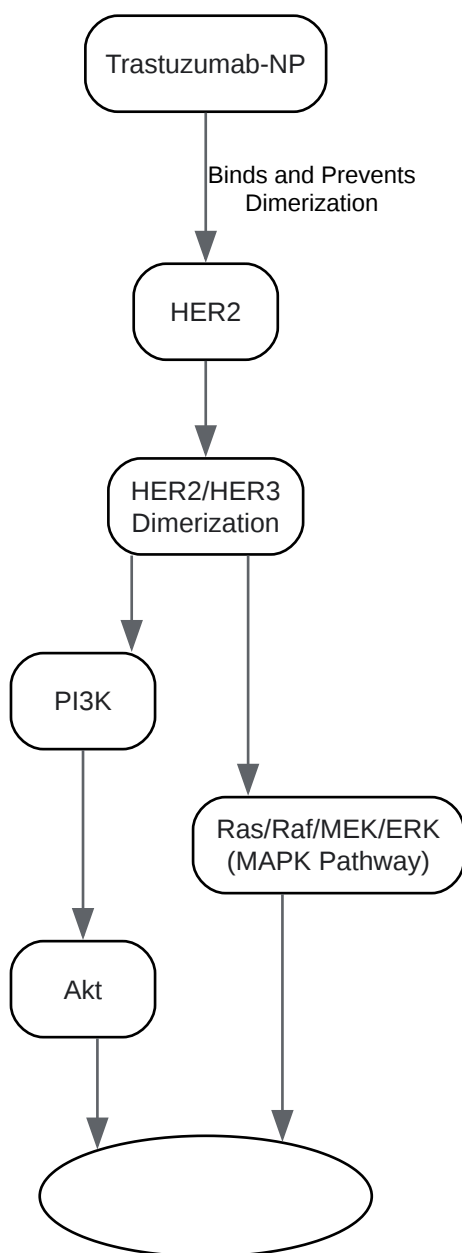 Trastuzumab-NP
Binds and Prevents
Dimerization
HER2
HER2/HER3
Dimerization
PI3K
Ras/Raf/MEK/ERK
(MAPK Pathway)
Akt